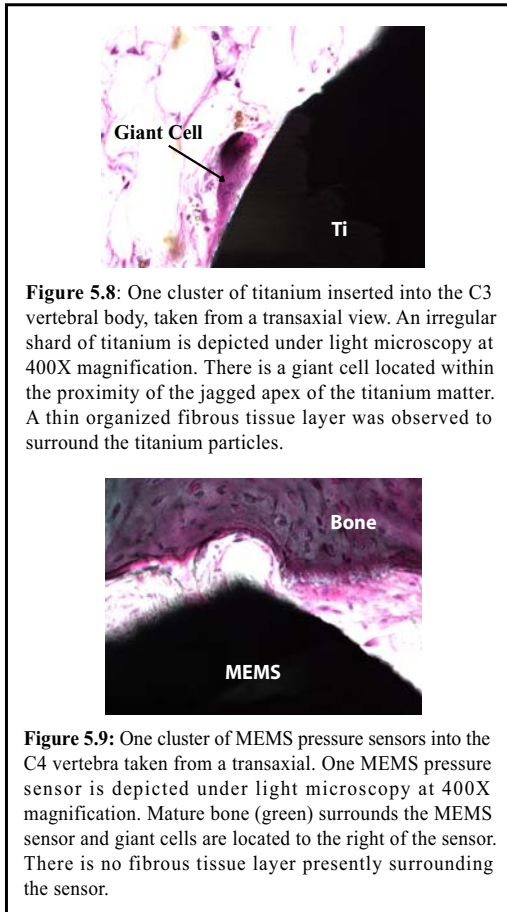 Giant Cell
Ti
Figure 5.8: One cluster of titanium inserted into the C3
vertebral body, taken from a transaxial view. An irregular
shard of titanium is depicted under light microscopy at
400X magnification. There is a giant cell located within
the proximity of the jagged apex of the titanium matter.
A thin organized fibrous tissue layer was observed to
surround the titanium particles.
Bone
MEMS
Figure 5.9: One cluster of MEMS pressure sensors into the
C4 vertebra taken from a transaxial. One MEMS pressure
sensor is depicted under light microscopy at 400X
magnification. Mature bone (green) surrounds the MEMS
sensor and giant cells are located to the right of the sensor.
There is no fibrous tissue layer presently surrounding
the sensor.